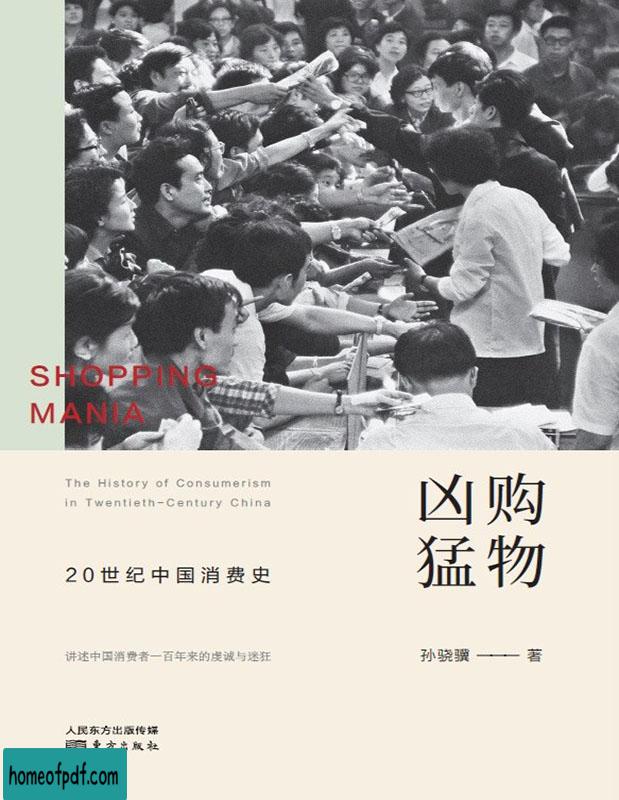 SHOPPING
MANIA
The History of Consumerism
in Twentieth-Century China
购物
凶猛
20世纪中国消费史
讲述中国消费者一百年来的虔诚与迷狂
孙骁骥 —— 著
人民东方出版传媒
东方出版社
homeofpdf.com